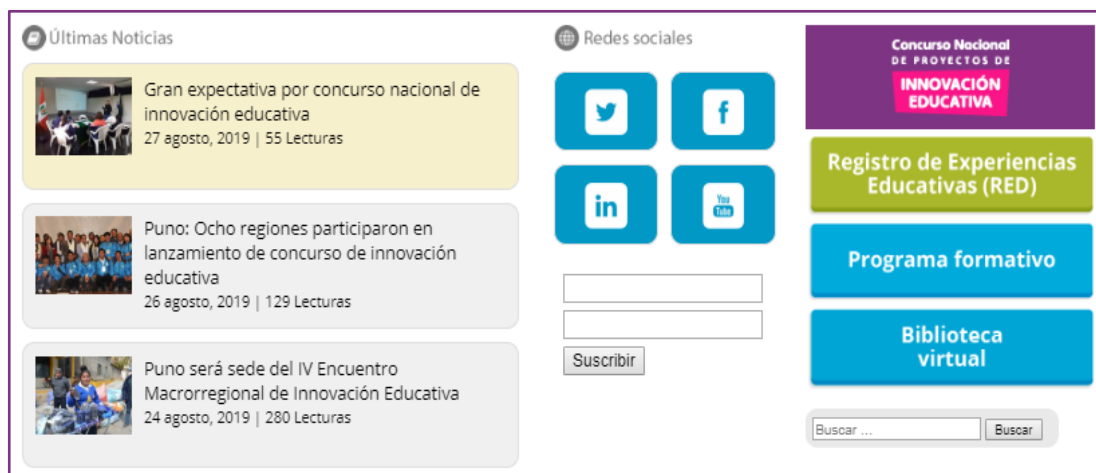 Últimas Noticias
Gran expectativa por concurso nacional de
innovación educativa
27 agosto, 2019 | 55 Lecturas
Puno: Ocho regiones participaron en
lanzamiento de concurso de innovación
educativa
26 agosto, 2019 | 129 Lecturas
Puno será sede del IV Encuentro
Macrorregional de Innovación Educativa
24 agosto, 2019 | 280 Lecturas
Redes sociales
f
in
You
Tube
Suscribir
Concurso Nacional
DE PROYECTOS DE
INNOVACIÓN
EDUCATIVA
Registro de Experiencias
Educativas (RED)
Programa formativo
Biblioteca
virtual
Buscar ...
Buscar